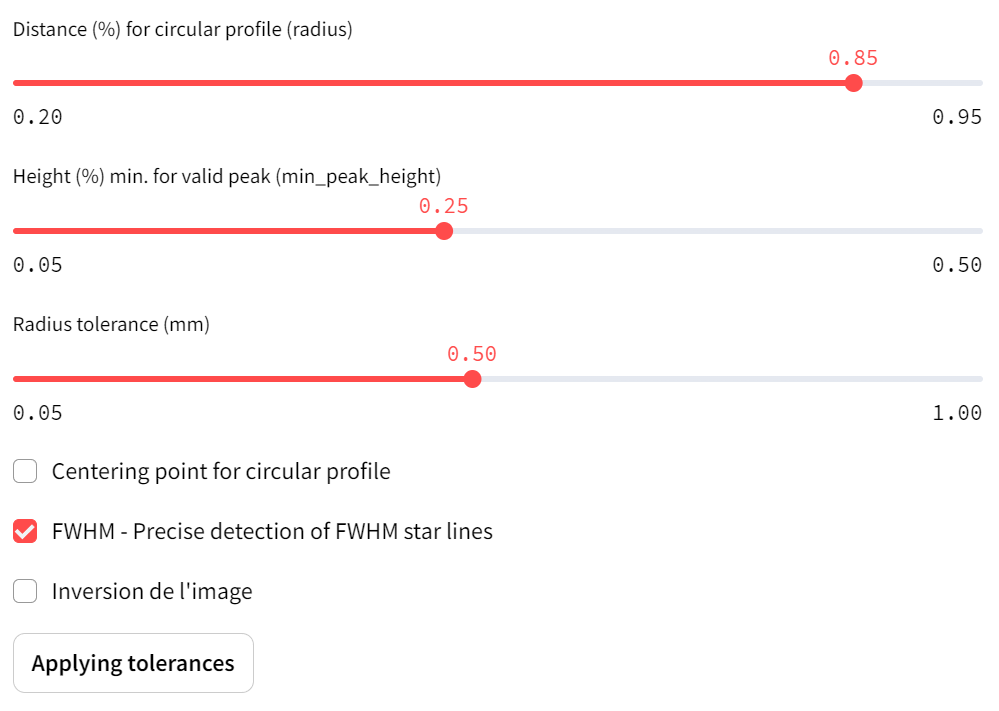 Distance (%) for circular profile (radius)
0.85
0.20 0.95
Height (%) min. for valid peak (min_peak_height)
0.25
0.05 0.50
Radius tolerance (mm)
0.50
0.05 1.00
Centering point for circular profile
FWHM - Precise detection of FWHM star lines
Inversion de l'image
Applying tolerances